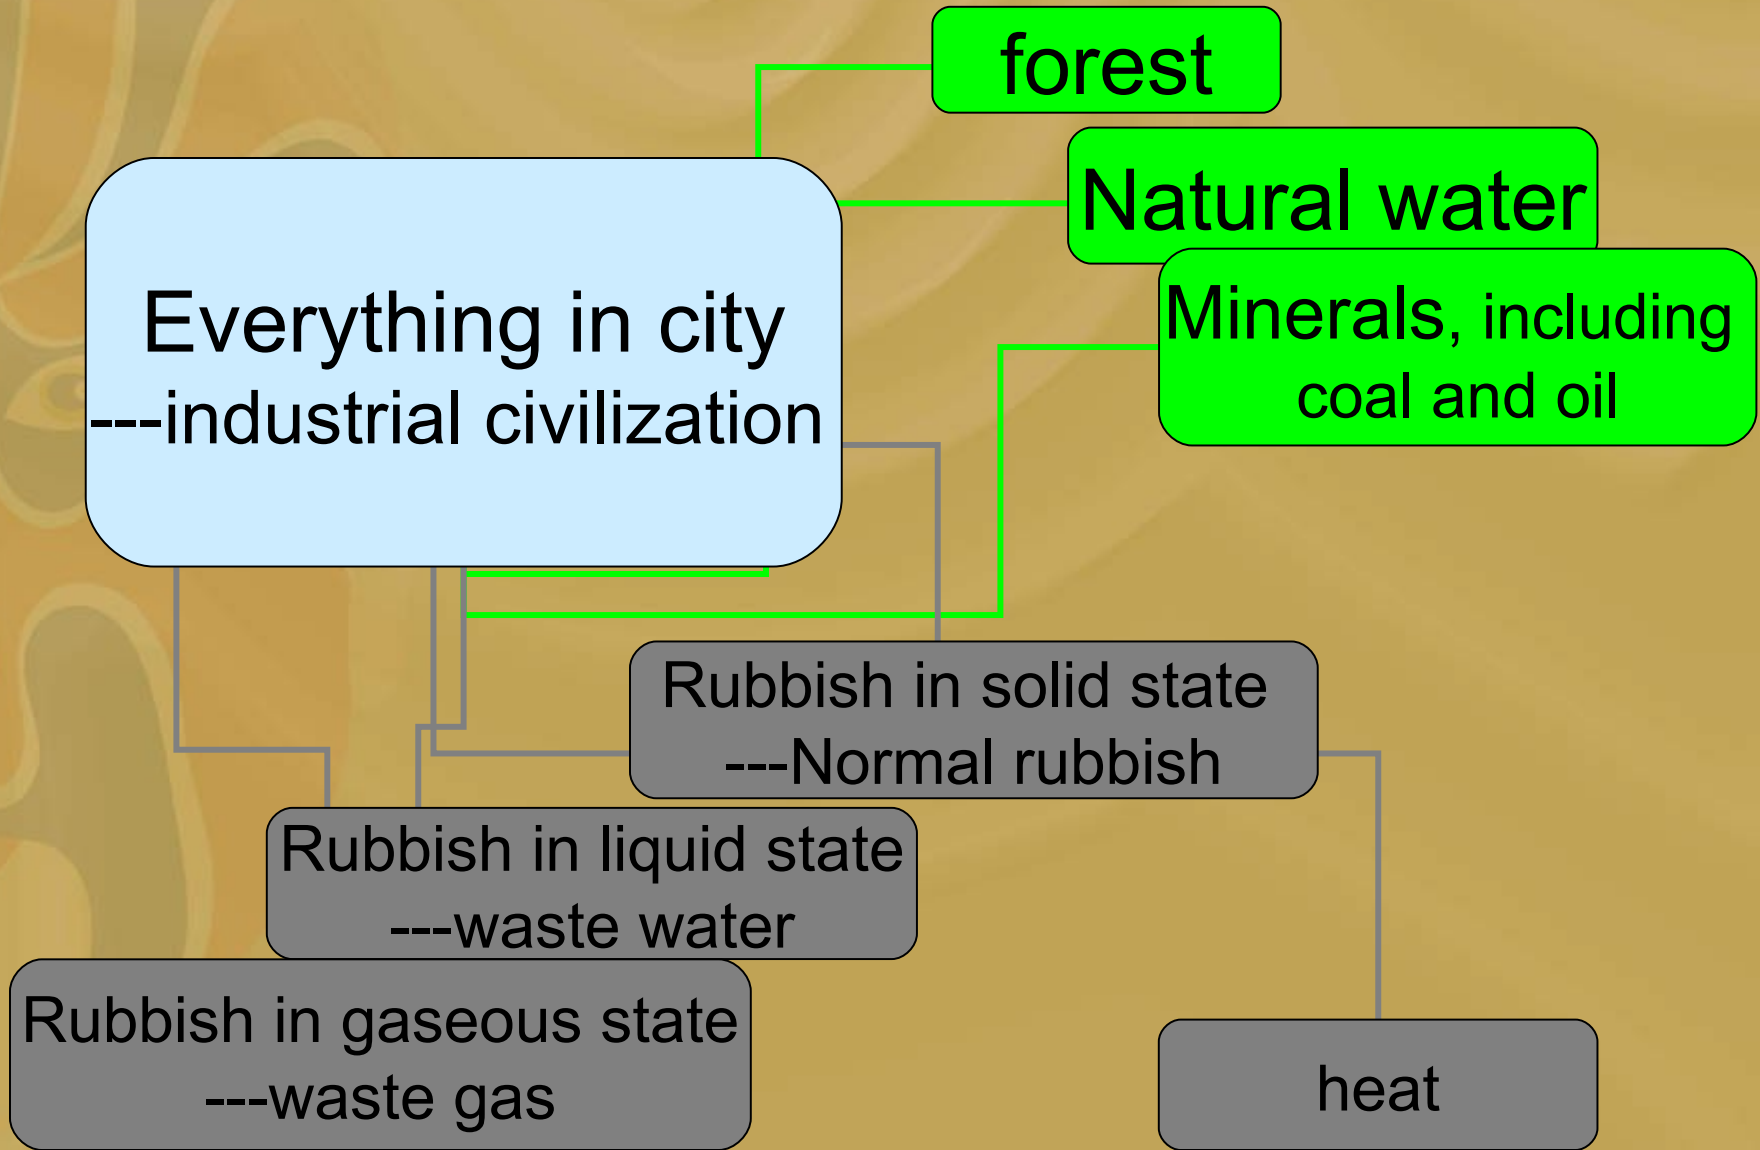 forest
Natural water
Minerals, including
coal and oil
Everything in city
---industrial civilization
Rubbish in solid state
---Normal rubbish
Rubbish in liquid state
---waste water
Rubbish in gaseous state
---waste gas
heat